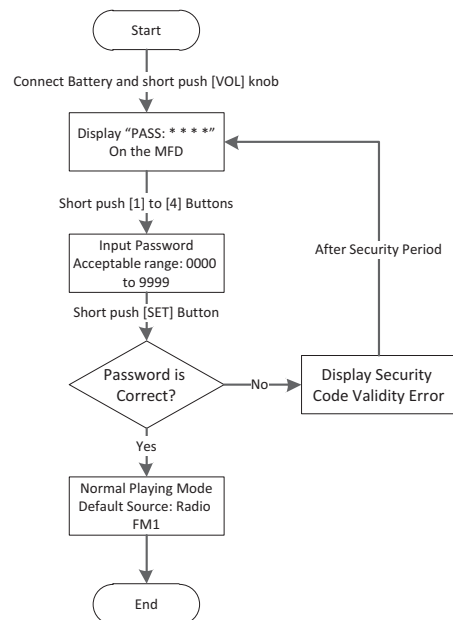 Start
Connect Battery and short push [VOL] knob
Display “PASS: * * * *”
On the MFD
Short push [1] to [4] Buttons
After Security Period
Input Password
Acceptable range: 0000
to 9999
Short push [SET] Button
Password is
Correct?
No
Display Security
Code Validity Error
Yes
Normal Playing Mode
Default Source: Radio
FM1
End